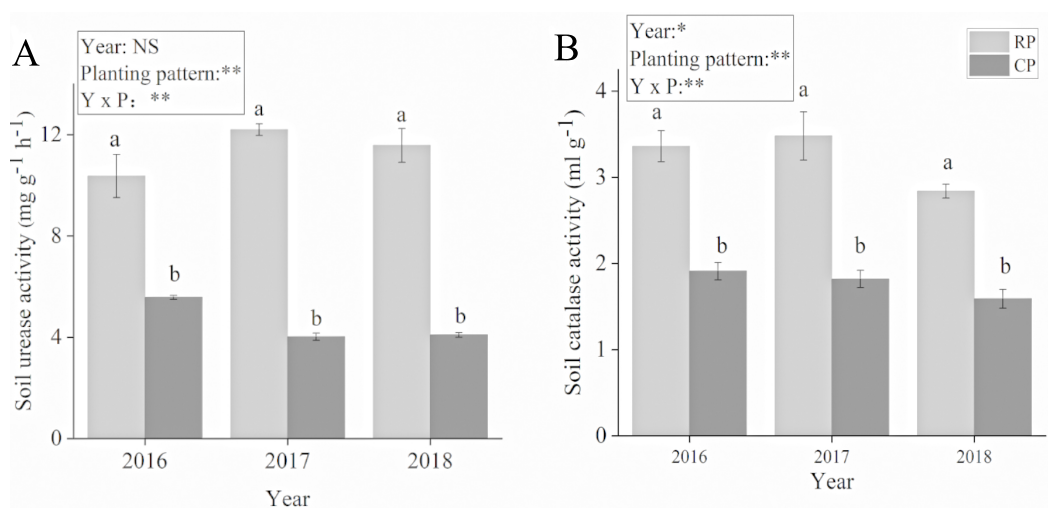 A
Year: NS
Planting pattern:**
Y x P: **
Soil urease activity (mg g⁻¹ h⁻¹)
12
8
4
0
a
b
a
b
a
b
2016
2017
2018
Year
B
Year:*
Planting pattern:**
Y x P:**
RP
CP
Soil catalase activity (ml g⁻¹)
4
3
2
1
0
a
b
a
b
a
b
2016
2017
2018
Year